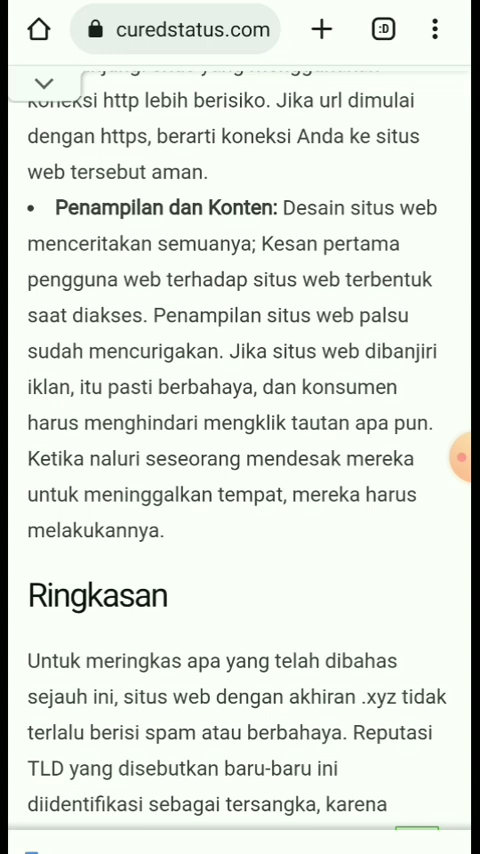 curedstatus.com
:D
koneksi http lebih berisiko. Jika url dimulai
dengan https, berarti koneksi Anda ke situs
web tersebut aman.
• Penampilan dan Konten: Desain situs web
menceritakan semuanya; Kesan pertama
pengguna web terhadap situs web terbentuk
saat diakses. Penampilan situs web palsu
sudah mencurigakan. Jika situs web dibanjiri
iklan, itu pasti berbahaya, dan konsumen
harus menghindari mengklik tautan apa pun.
Ketika naluri seseorang mendesak mereka
untuk meninggalkan tempat, mereka harus
melakukannya.
Ringkasan
Untuk meringkas apa yang telah dibahas
sejauh ini, situs web dengan akhiran .xyz tidak
terlalu berisi spam atau berbahaya. Reputasi
TLD yang disebutkan baru-baru ini
diidentifikasi sebagai tersangka, karena